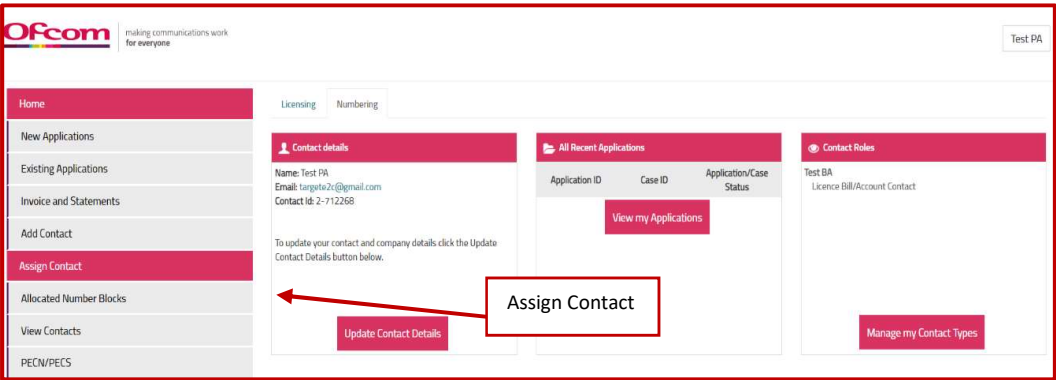 Ofcom
making communications work
for everyone
Test PA
Home
New Applications
Existing Applications
Invoice and Statements
Add Contact
Assign Contact
Allocated Number Blocks
View Contacts
PECN/PECS
Licensing Numbering
Contact details
Name: Test PA
Email: targete2c@gmail.com
Contact Id: 2-712268
To update your contact and company details click the Update
Contact Details button below.
Update Contact Details
All Recent Applications
Application ID Case ID Application/Case
Status
View my Applications
Contact Roles
Test BA
Licence Bill/Account Contact
Manage my Contact Types
Assign Contact